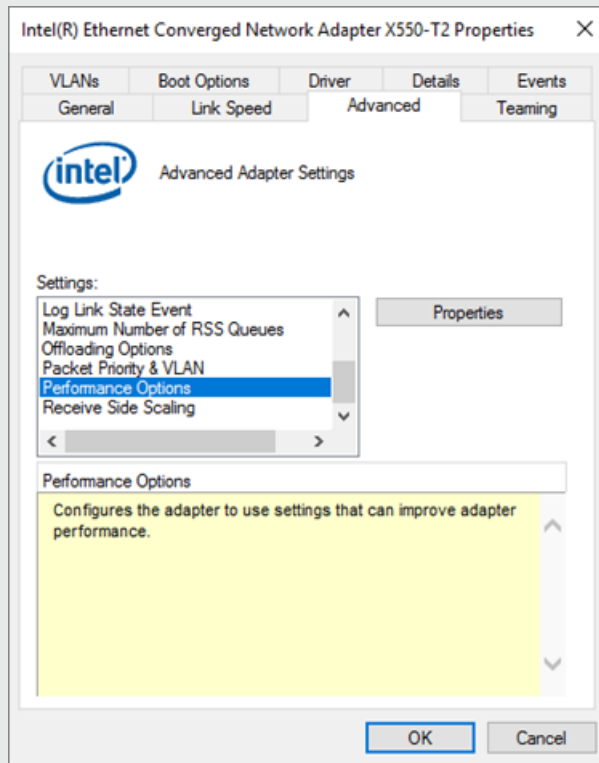 Intel(R) Ethernet Converged Network Adapter X550-T2 Properties
VLANs Boot Options Driver Details Events
General Link Speed Advanced Teaming
intel Advanced Adapter Settings
Settings:
Log Link State Event
Maximum Number of RSS Queues
Offloading Options
Packet Priority & VLAN
Performance Options
Receive Side Scaling
Properties
Performance Options
Configures the adapter to use settings that can improve adapter
performance.
OK Cancel